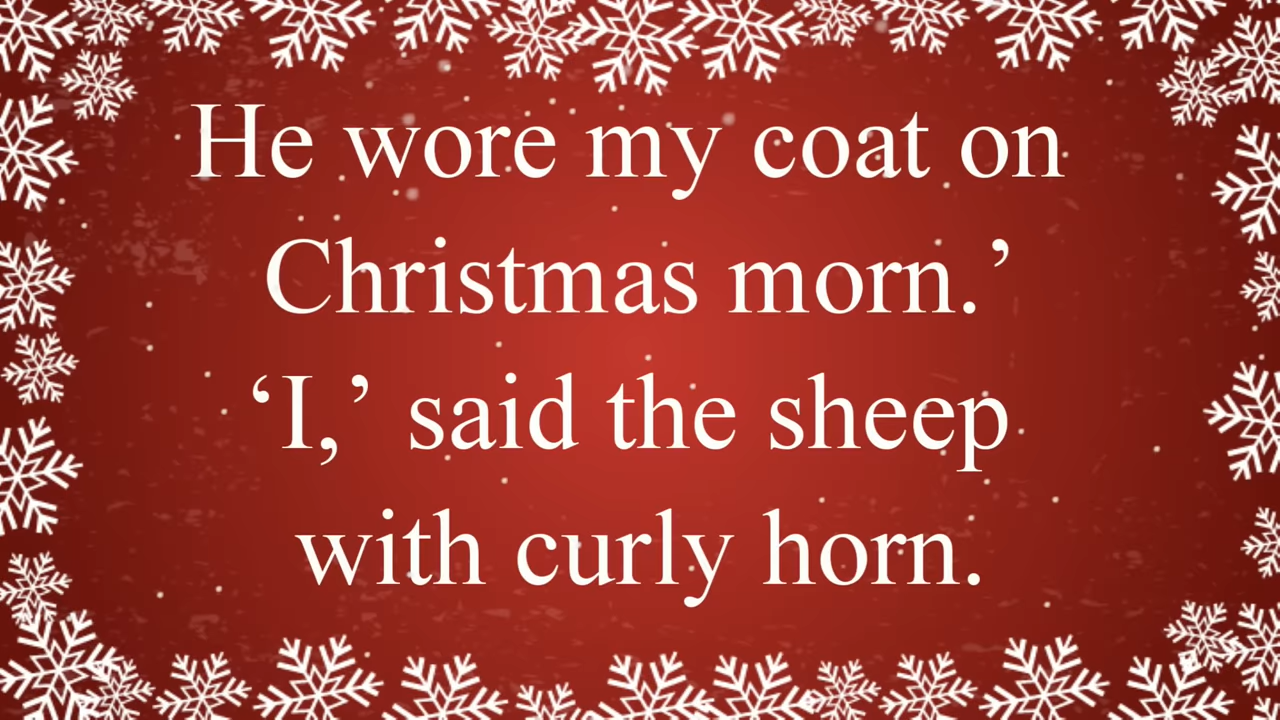 He wore my coat on
Christmas morn.’
‘I,’ said the sheep
with curly horn.